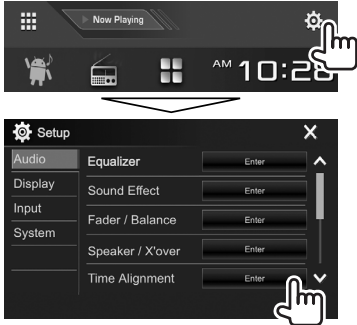 Now Playing
AM 10:28
Setup
Audio
Equalizer Enter
Display
Sound Effect Enter
Input
Fader / Balance Enter
System
Speaker / X'over Enter
Time Alignment Enter